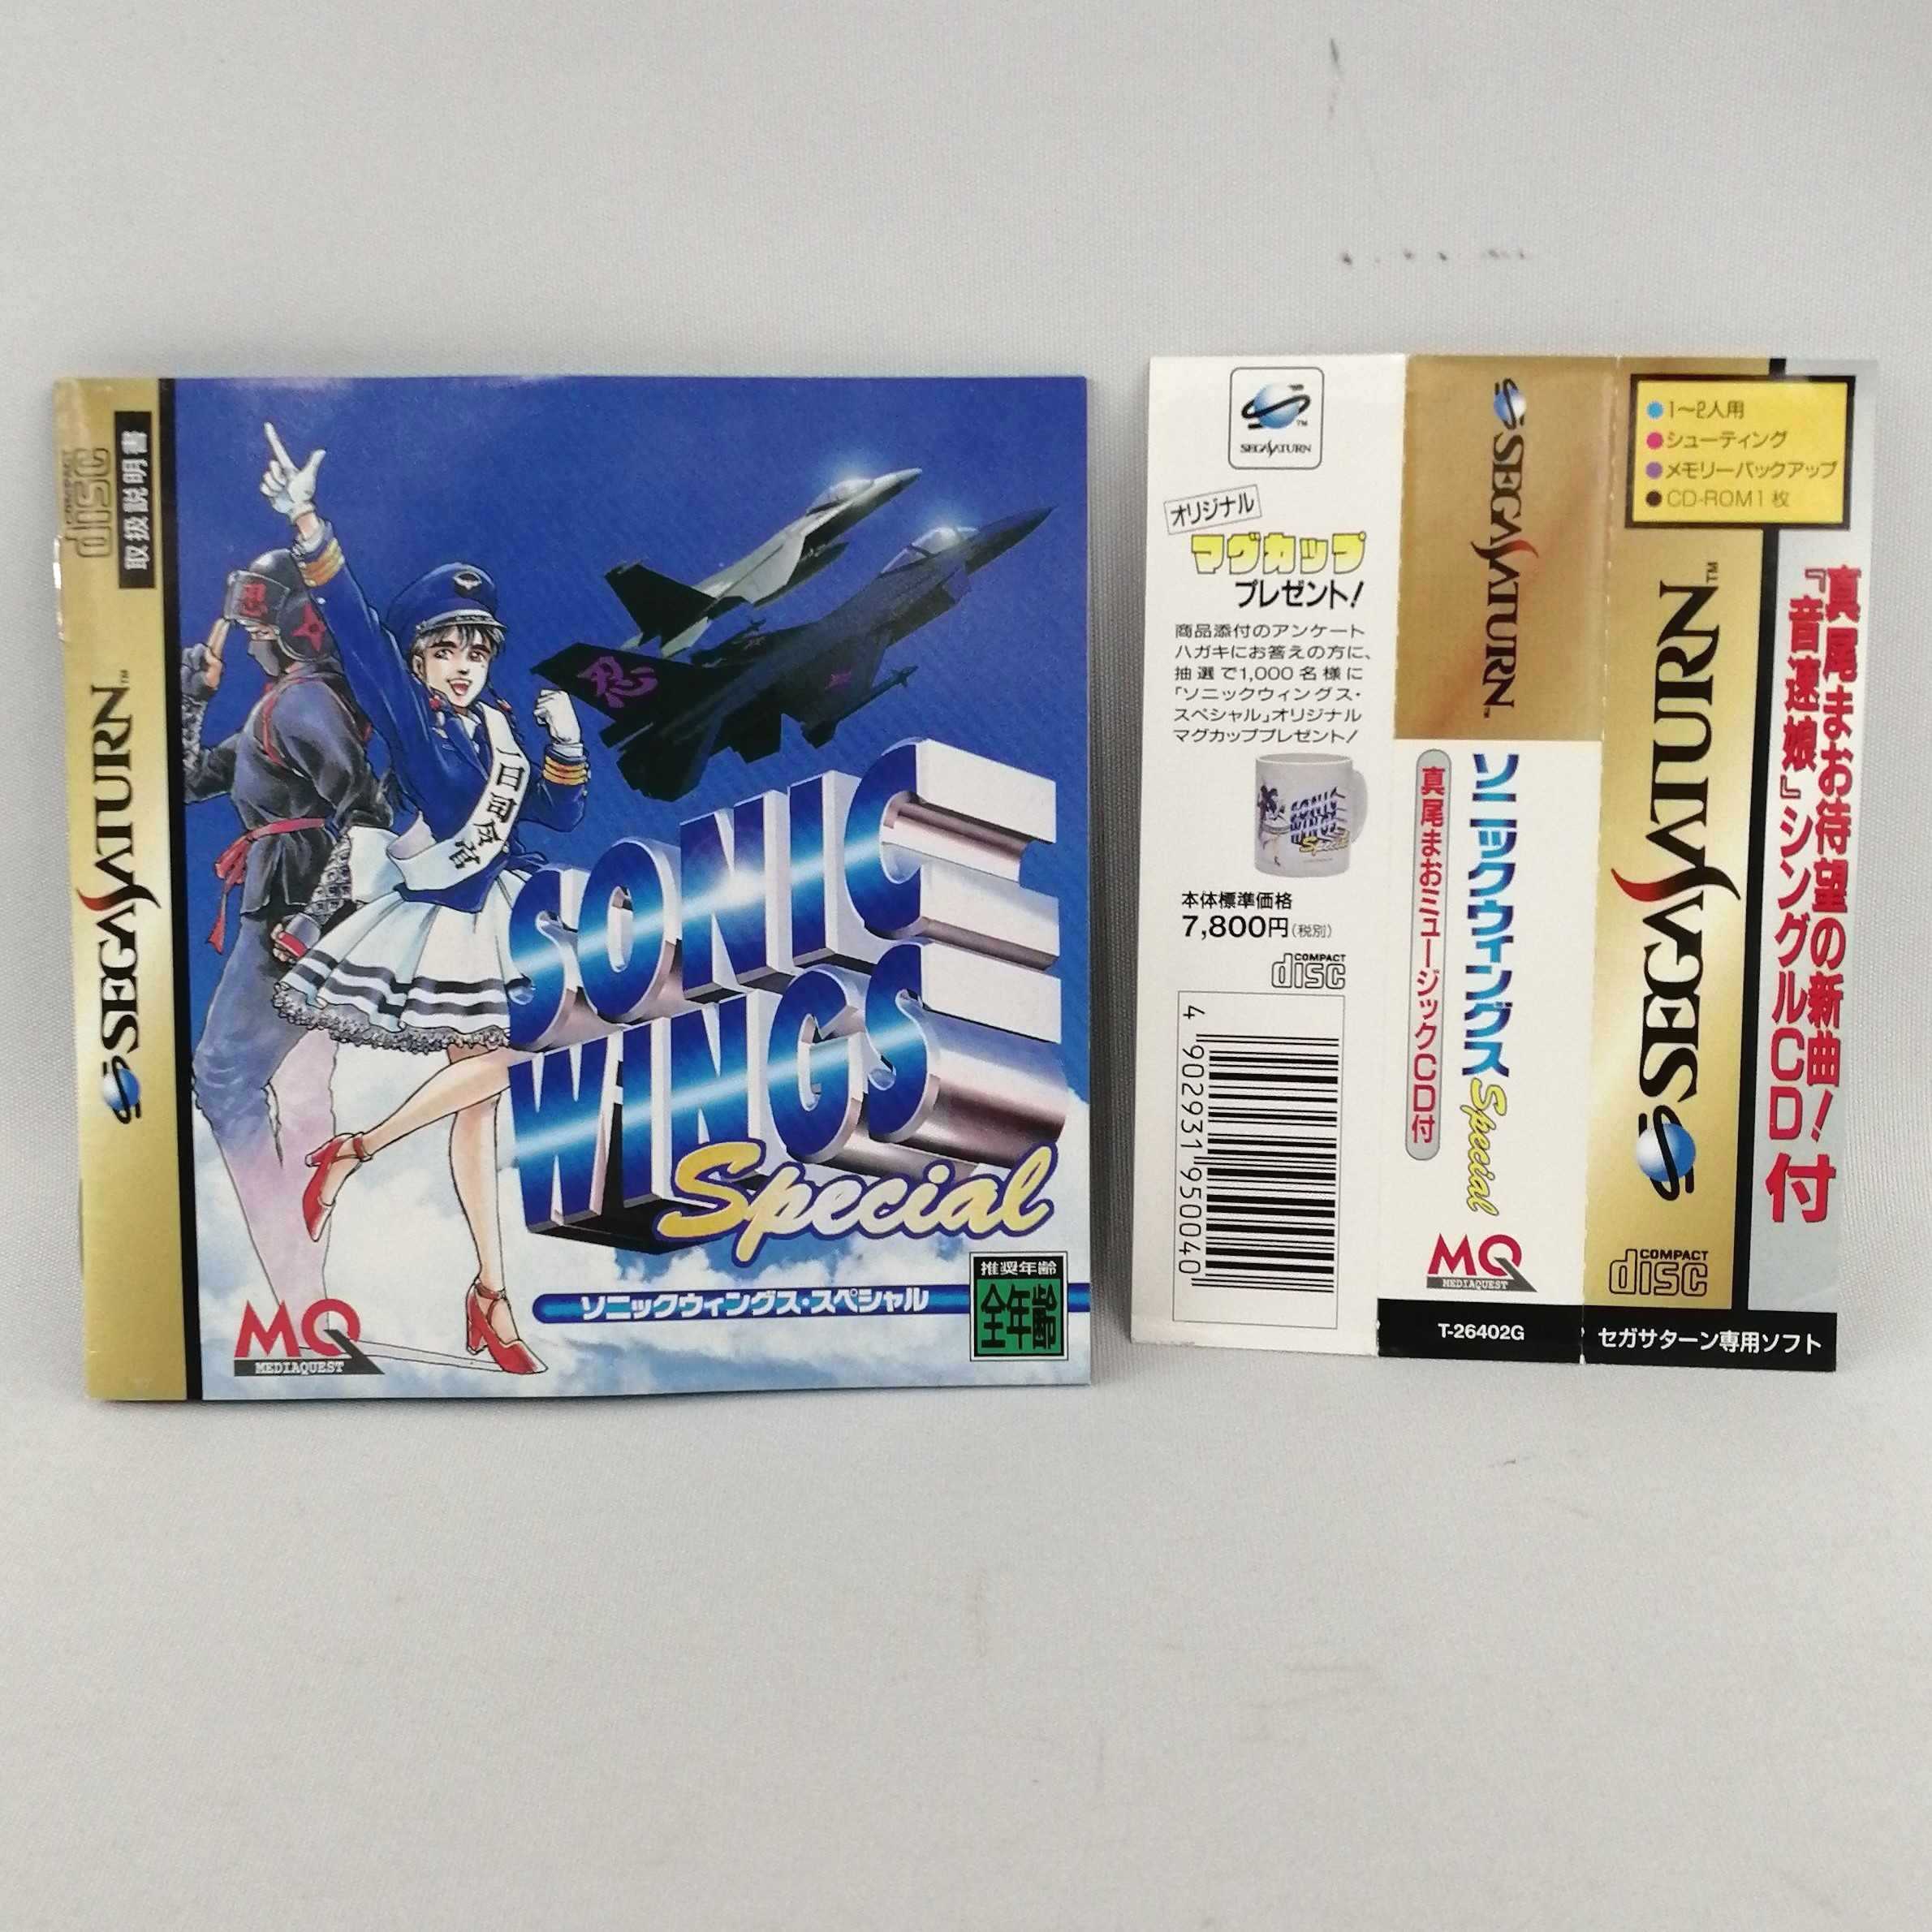 取扱説明書
COMPACT
disc
SEGA SATURN™
忍
忍
一日司令官
SONIC
WINGS
Special
ソニックウィングス・スペシャル
推奨年齢
全年齢
MQ
MEDIAQUEST
™
SEGA SATURN
オリジナル
マグカップ
プレゼント!
商品添付のアンケート
ハガキにお答えの方に、
抽選で1,000名様に
「ソニックウィングス・
スペシャル」オリジナル
マグカッププレゼント!
SONIC
WINGS
Special
本体標準価格
7,800円(税別)
COMPACT
disc
4 902931 950040
SEGA SATURN™
ソニックウィングス Special
真尾まおミュージックCD付
MQ
MEDIAQUEST
T-26402G
●1〜2人用
●シューティング
●メモリーバックアップ
●CD-ROM1枚
SEGA SATURN™
COMPACT
disc
セガサターン専用ソフト
真尾まお待望の新曲!
『音速娘』シングルCD付